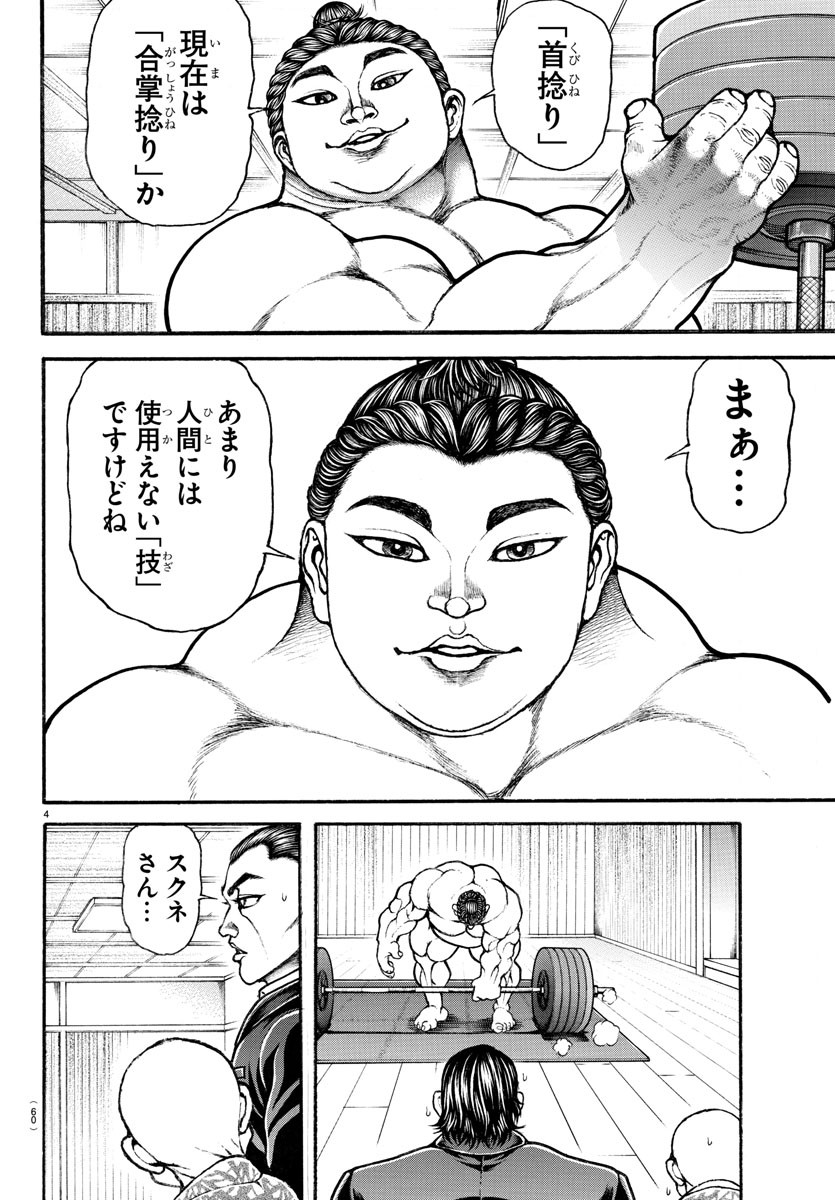 「首捻り」
現在は
「合掌捻り」か
まぁ…
あまり
人間には
使用えない「技」
ですけどね
スクネ
さん…
4
(60)